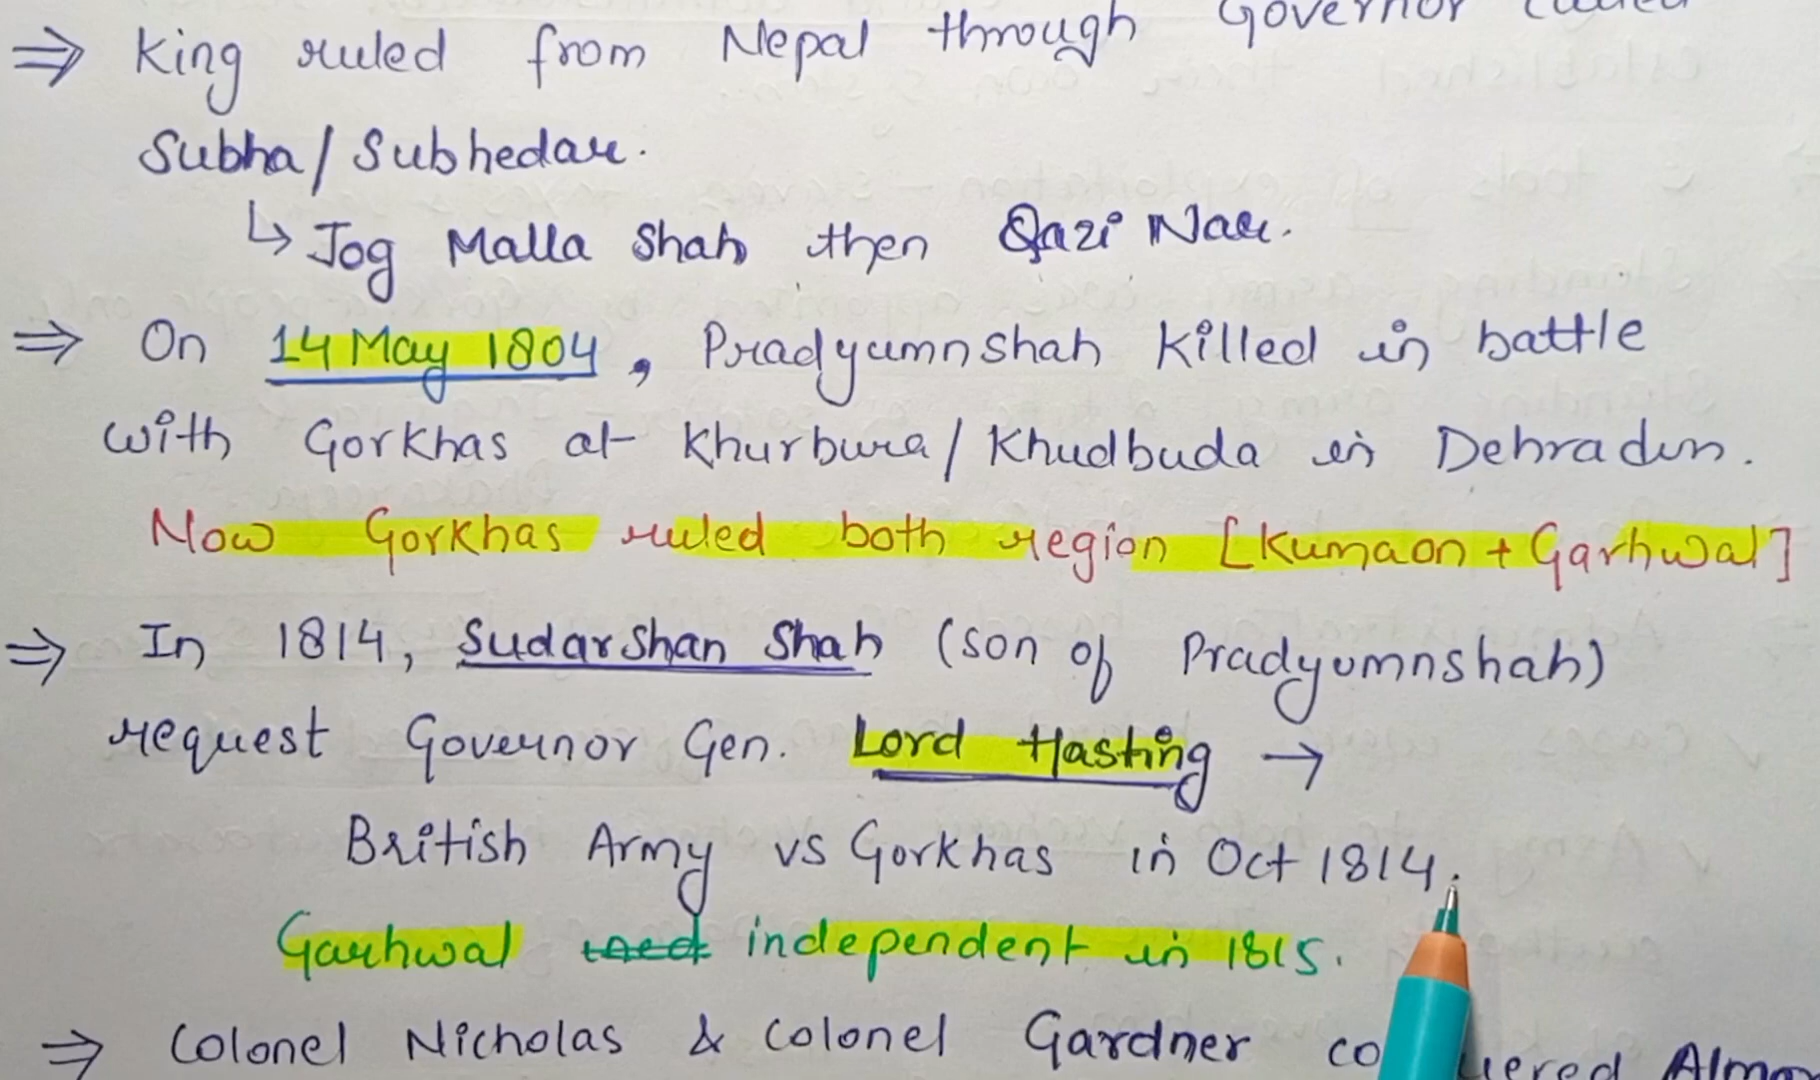 ⇒ King ruled from Nepal through Governor called
Subha/Subhedar.
↳ Jog Malla Shah then Qazi Nar.
⇒ On 14 May 1804, Pradyumnshah killed in battle
with Gorkhas at Khurbura/Khudbuda in Dehradun.
Now Gorkhas ruled both region [Kumaon + Garhwal]
⇒ In 1814, Sudarshan Shah (son of Pradyumnshah)
request Governor Gen. Lord Hasting →
British Army vs Gorkhas in Oct 1814.
Garhwal independent in 1815.
⇒ Colonel Nicholas & Colonel Gardner